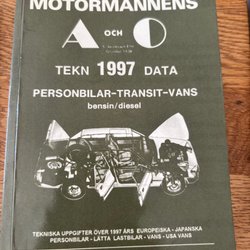 MOTORMÄNNENS
A OCH O
TEKN 1997 DATA
PERSONBILAR-TRANSIT-VANS
bensin/diesel
TEKNISKA UPPGIFTER ÖVER 1997 ÅRS EUROPEISKA - JAPANSKA
PERSONBILAR - LÄTTA LASTBILAR - VANS - USA VANS